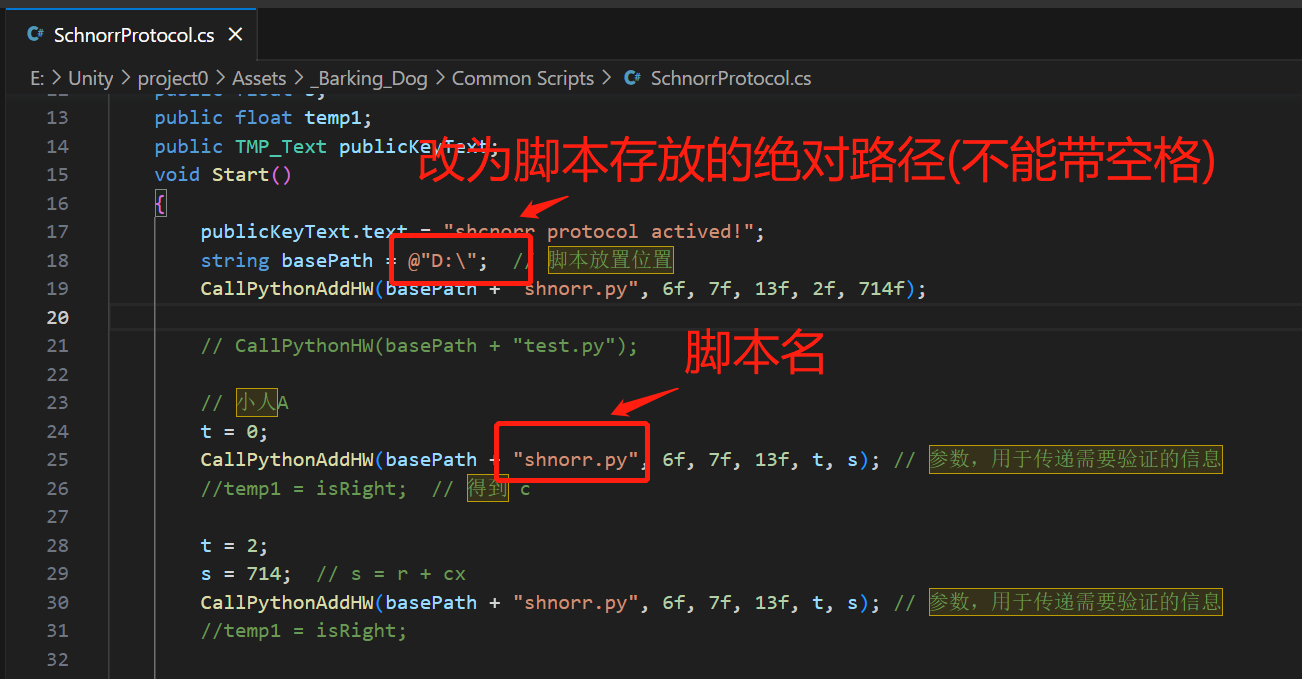 SchnorrProtocol.cs
E: > Unity > project0 > Assets > _Barking_Dog > Common Scripts > SchnorrProtocol.cs
13 public float temp1;
14 public TMP_Text publicKeyText;
改为脚本存放的绝对路径(不能带空格)
15 void Start()
16 {
17 publicKeyText.text = "shcnorr protocol actived!";
18 string basePath = @"D:\"; // 脚本放置位置
19 CallPythonAddHW(basePath + "shnorr.py", 6f, 7f, 13f, 2f, 714f);
20
脚本名
21 // CallPythonHW(basePath + "test.py");
22
23 // 小人A
24 t = 0;
25 CallPythonAddHW(basePath + "shnorr.py", 6f, 7f, 13f, t, s); // 参数，用于传递需要验证的信息
26 //temp1 = isRight; // 得到 c
27
28 t = 2;
29 s = 714; // s = r + cx
30 CallPythonAddHW(basePath + "shnorr.py", 6f, 7f, 13f, t, s); // 参数，用于传递需要验证的信息
31 //temp1 = isRight;
32